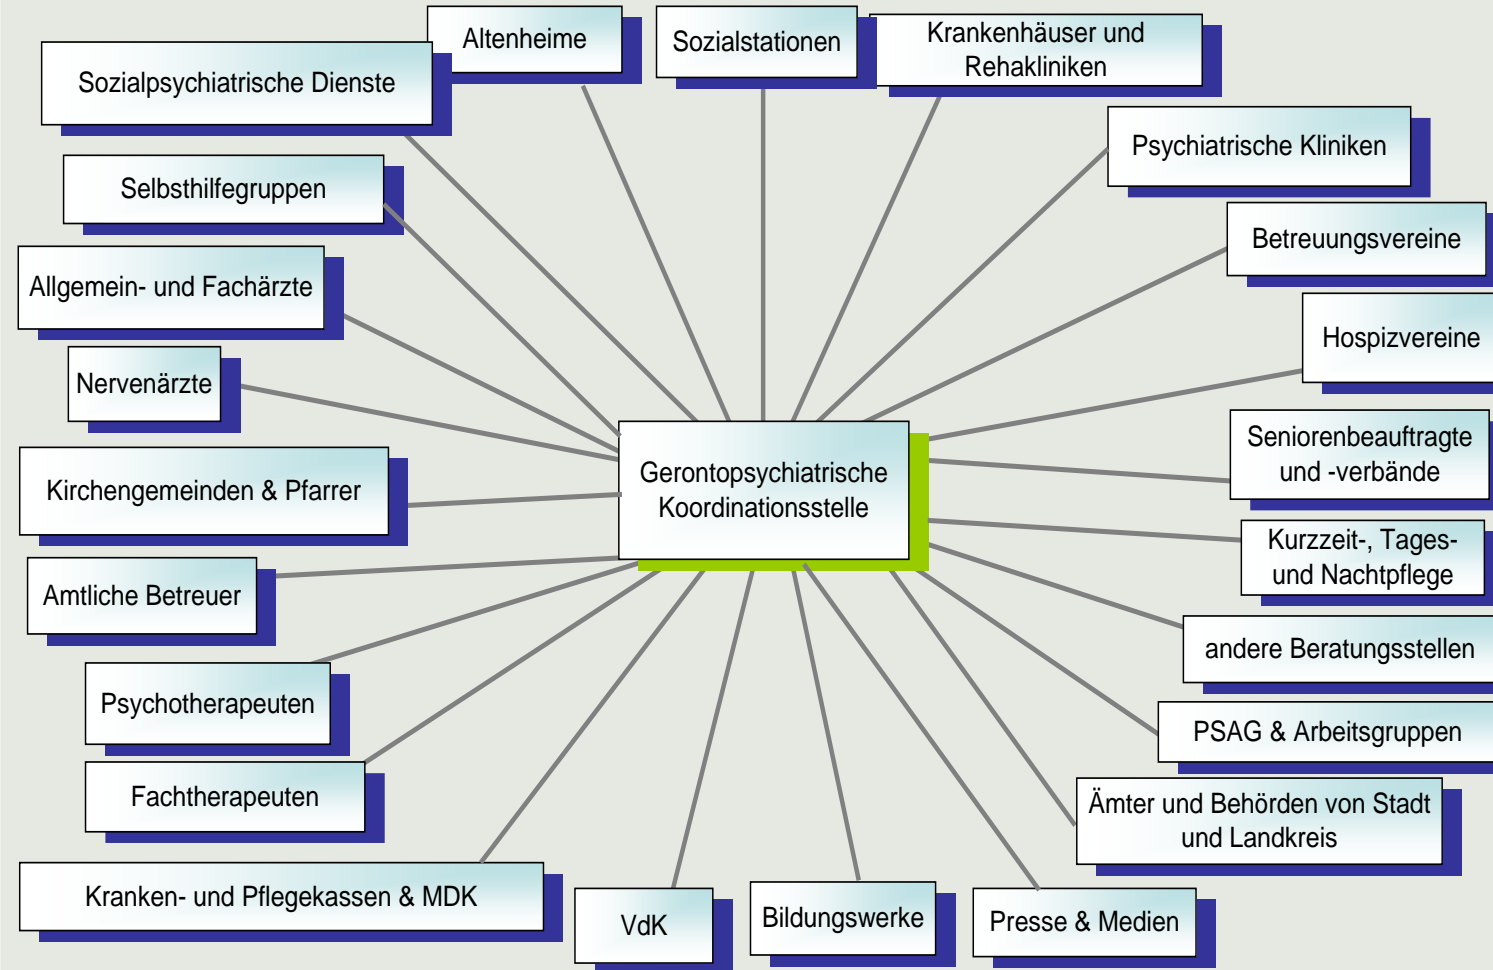 Altenheime
Sozialstationen
Krankenhäuser und
Rehakliniken
Sozialpsychiatrische Dienste
Psychiatrische Kliniken
Selbsthilfegruppen
Betreuungsvereine
Allgemein- und Fachärzte
Hospizvereine
Nervenärzte
Seniorenbeauftragte
und -verbände
Gerontopsychiatrische
Koordinationsstelle
Kirchengemeinden & Pfarrer
Kurzzeit-, Tages-
und Nachtpflege
Amtliche Betreuer
andere Beratungsstellen
Psychotherapeuten
PSAG & Arbeitsgruppen
Fachtherapeuten
Ämter und Behörden von Stadt
und Landkreis
Kranken- und Pflegekassen & MDK
VdK
Bildungswerke
Presse & Medien